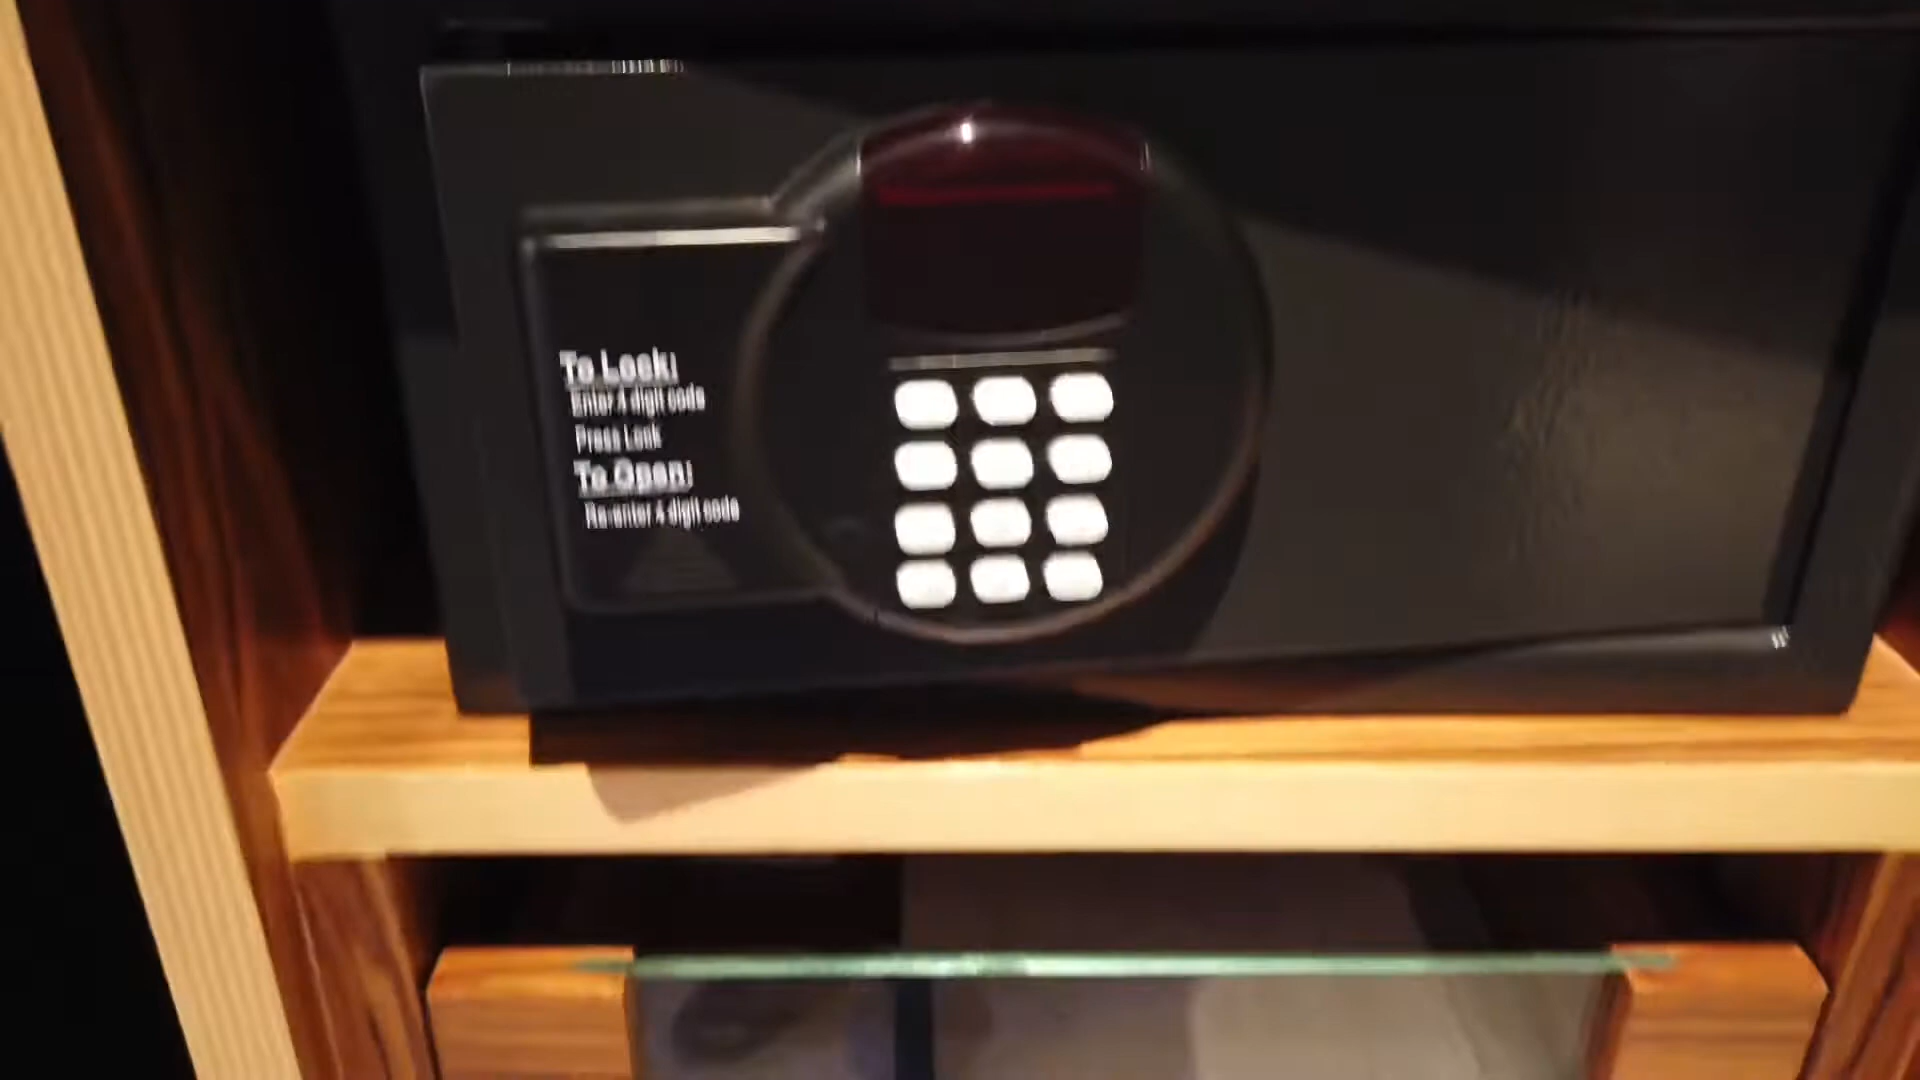 To Lock:
Enter 4 digit code
Press Lock
To Open:
Re-enter 4 digit code